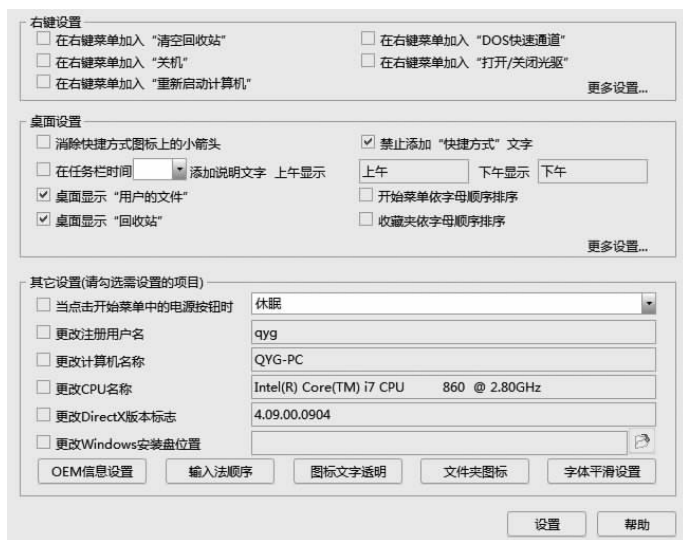 右键设置
在右键菜单加入 "清空回收站" 在右键菜单加入 "DOS快速通道"
在右键菜单加入 "关机" 在右键菜单加入 "打开/关闭光驱"
在右键菜单加入 "重新启动计算机"
更多设置...
桌面设置
消除快捷方式图标上的小箭头 禁止添加 "快捷方式" 文字
在任务栏时间 添加说明文字 上午显示 上午 下午显示 下午
桌面显示 "用户的文件" 开始菜单依字母顺序排序
桌面显示 "回收站" 收藏夹依字母顺序排序
更多设置...
其它设置(请勾选需设置的项目)
当点击开始菜单中的电源按钮时 休眠
更改注册用户名 qyg
更改计算机名称 QYG-PC
更改CPU名称 Intel(R) Core(TM) i7 CPU 860 @ 2.80GHz
更改DirectX版本标志 4.09.00.0904
更改Windows安装盘位置
OEM信息设置 输入法顺序 图标文字透明 文件夹图标 字体平滑设置
设置 帮助